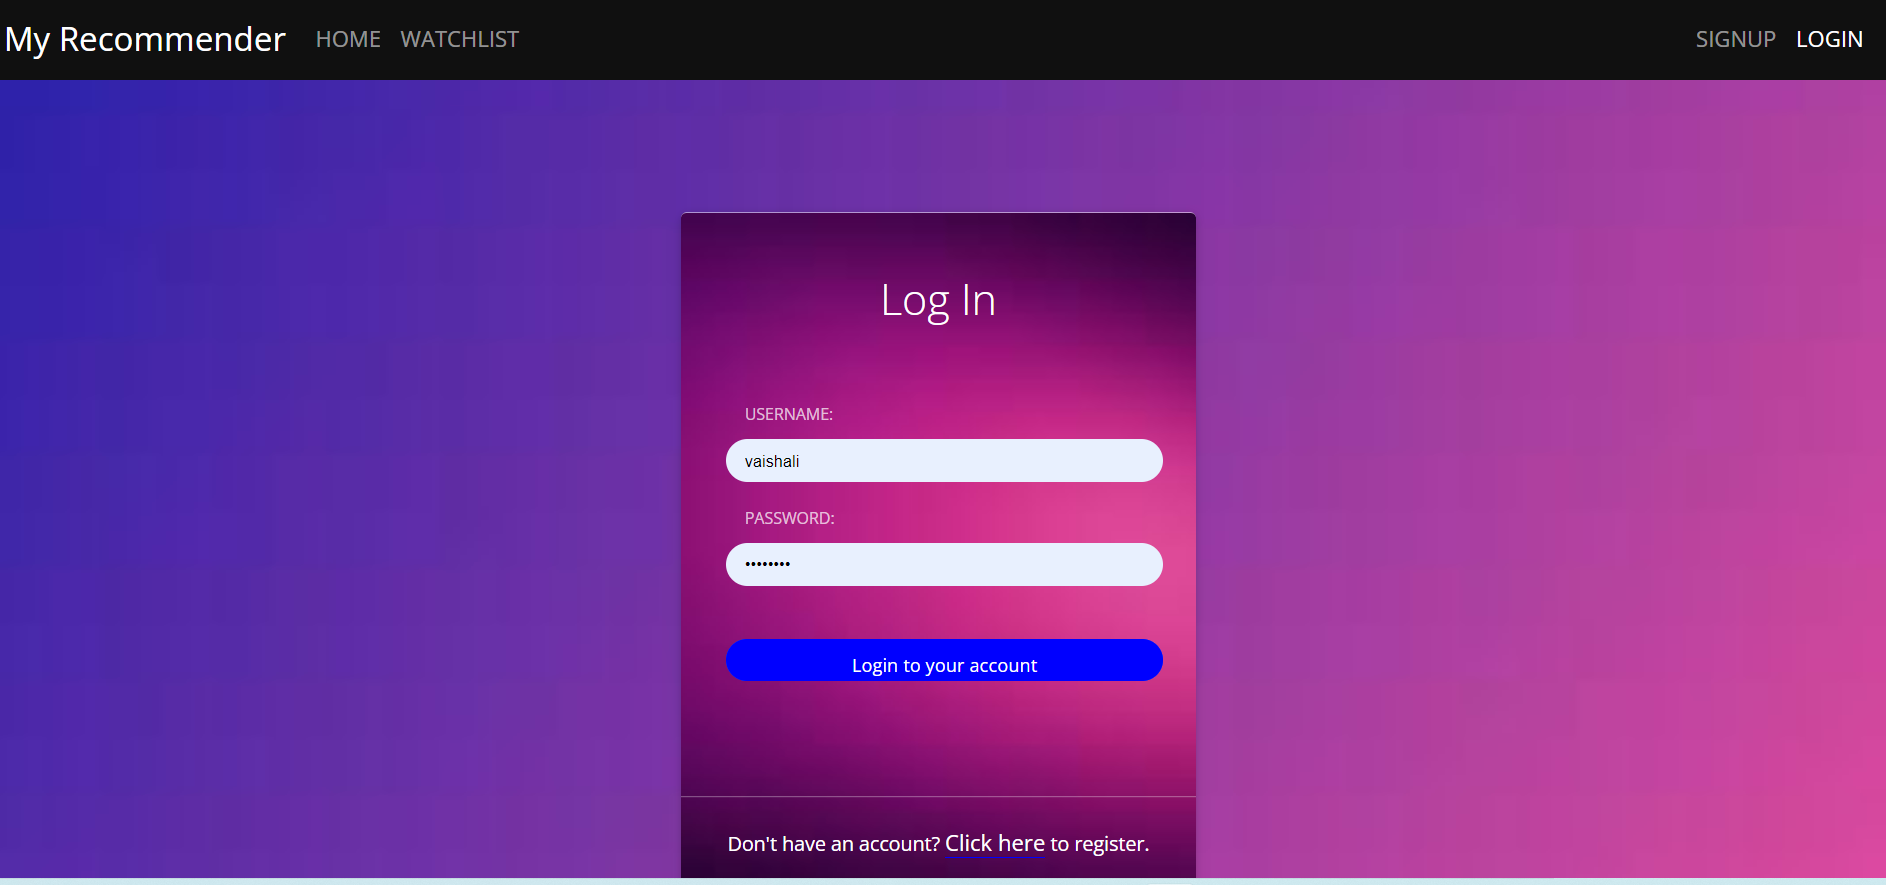 My Recommender HOME WATCHLIST SIGNUP LOGIN
Log In
USERNAME:
vaishali
PASSWORD:
••••••••
Login to your account
Don't have an account? Click here to register.